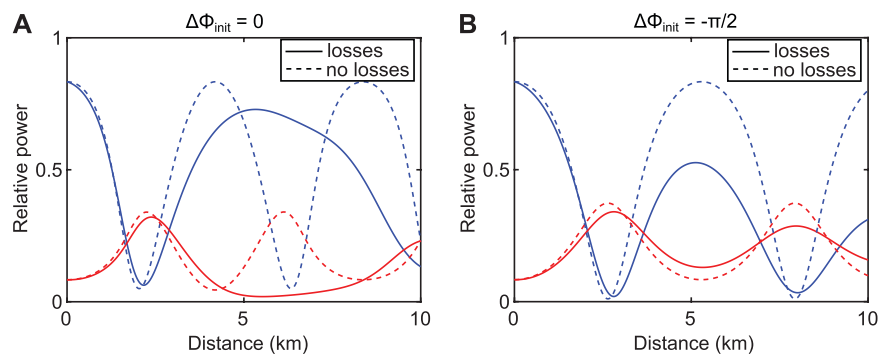 A
ΔΦinit = 0
1
losses
no losses
Relative power
0.5
0
0
5
10
Distance (km)
B
ΔΦinit = -π/2
1
losses
no losses
Relative power
0.5
0
0
5
10
Distance (km)